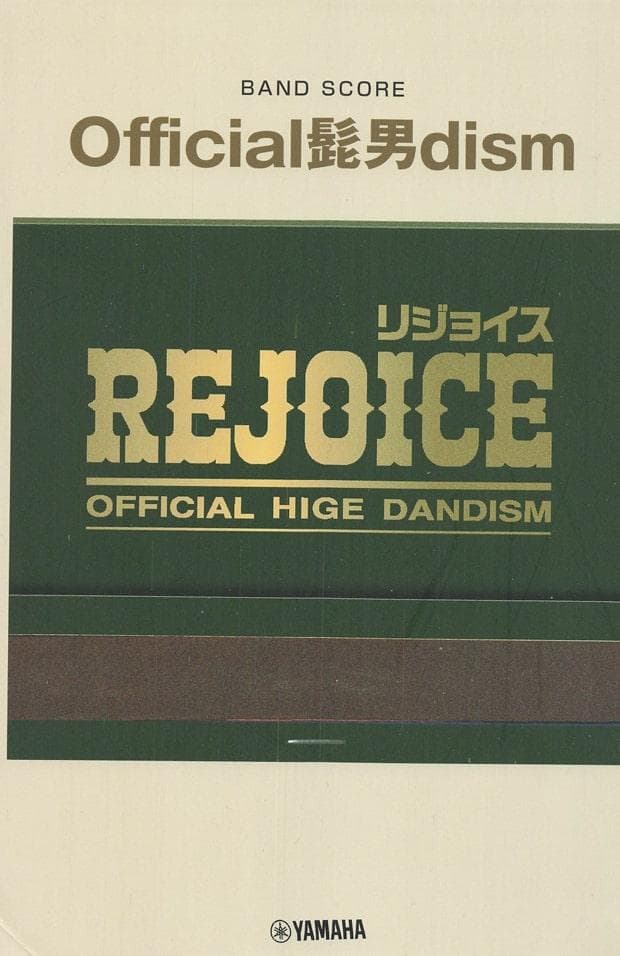 BAND SCORE
Official髭男dism
リジョイス
REJOICE
OFFICIAL HIGE DANDISM
YAMAHA